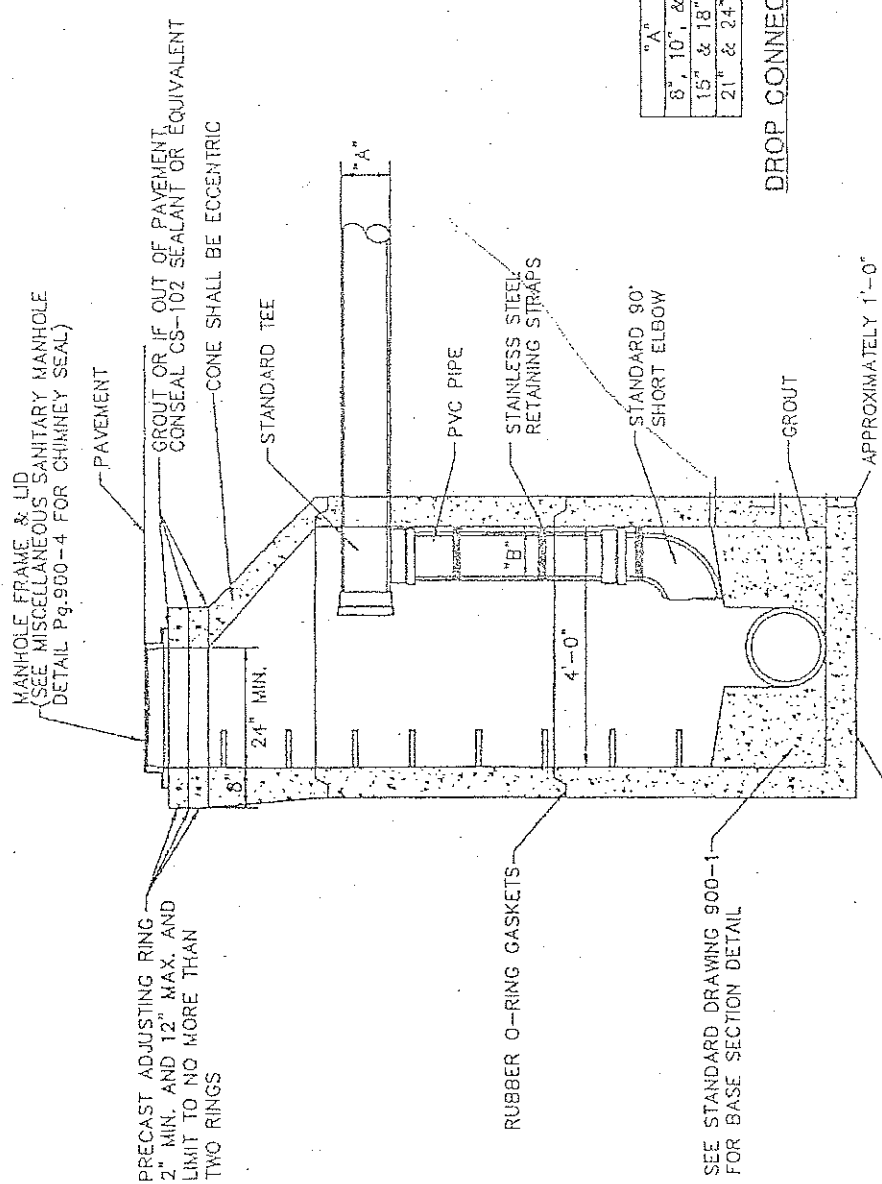 MANHOLE FRAME & LID
(SEE MISCELLANEOUS SANITARY MANHOLE
DETAIL Pg.900-4 FOR CHIMNEY SEAL)
PAVEMENT
GROUT OR IF OUT OF PAVEMENT
CONSEAL CS-102 SEALANT OR EQUIVALENT
CONE SHALL BE ECCENTRIC
STANDARD TEE
"A"
PRECAST ADJUSTING RING
2" MIN. AND 12" MAX. AND
LIMIT TO NO MORE THAN
TWO RINGS
8"
24" MIN.
PVC PIPE
STAINLESS STEEL
RETAINING STRAPS
"B"
4'-0"
RUBBER O-RING GASKETS
STANDARD 90°
SHORT ELBOW
GROUT
SEE STANDARD DRAWING 900-1
FOR BASE SECTION DETAIL
APPROXIMATELY 1'-0"
"A"
8", 10", &
15" & 18"
21" & 24"
DROP